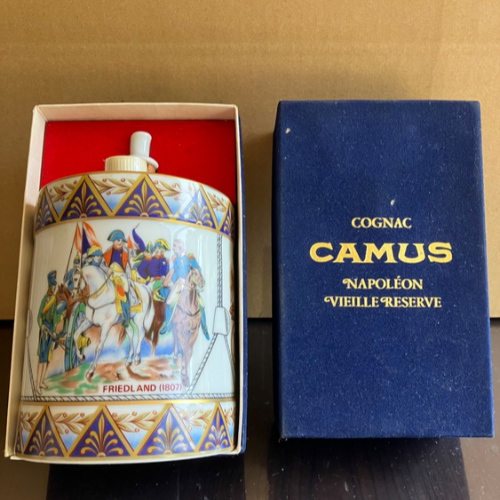 FRIEDLAND (1807)
COGNAC
CAMUS
NAPOLÉON
VIEILLE RESERVE